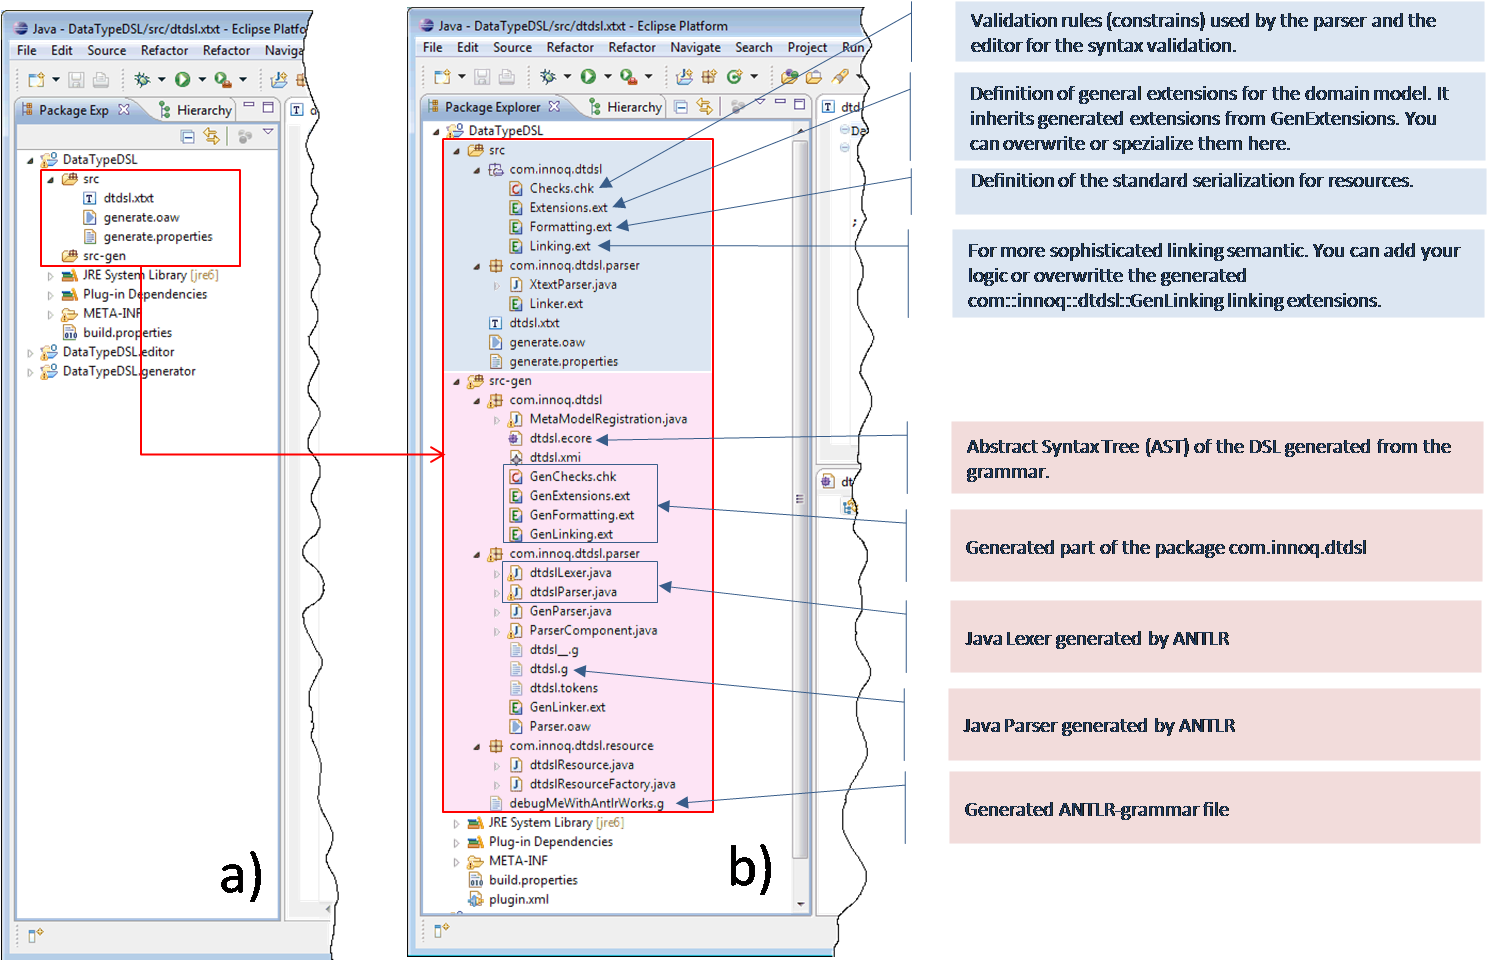 Java - DataTypeDSL/src/dtdsl.xtxt - Eclipse Platfo
File Edit Source Refactor Refactor Naviga
Package Exp Hierarchy
DataTypeDSL
src
dtdsl.xtxt
generate.oaw
generate.properties
src-gen
JRE System Library [jre6]
Plug-in Dependencies
META-INF
build.properties
DataTypeDSL.editor
DataTypeDSL.generator
a)
Java - DataTypeDSL/src/dtdsl.xtxt - Eclipse Platform
File Edit Source Refactor Refactor Navigate Search Project Run
Package Explorer Hierarchy
dtd
DataTypeDSL
src
com.innoq.dtdsl
Checks.chk
Extensions.ext
Formatting.ext
Linking.ext
com.innoq.dtdsl.parser
XtextParser.java
Linker.ext
dtdsl.xtxt
generate.oaw
generate.properties
src-gen
com.innoq.dtdsl
MetaModelRegistration.java
dtdsl.ecore
dtdsl.xmi
GenChecks.chk
GenExtensions.ext
GenFormatting.ext
GenLinking.ext
com.innoq.dtdsl.parser
dtdslLexer.java
dtdslParser.java
GenParser.java
ParserComponent.java
dtdsl__.g
dtdsl.g
dtdsl.tokens
GenLinker.ext
Parser.oaw
com.innoq.dtdsl.resource
dtdslResource.java
dtdslResourceFactory.java
debugMeWithAntlrWorks.g
JRE System Library [jre6]
Plug-in Dependencies
META-INF
build.properties
plugin.xml
b)
Da
;
dt
Validation rules (constrains) used by the parser and the
editor for the syntax validation.
Definition of general extensions for the domain model. It
inherits generated extensions from GenExtensions. You
can overwrite or spezialize them here.
Definition of the standard serialization for resources.
For more sophisticated linking semantic. You can add your
logic or overwritte the generated
com::innoq::dtdsl::GenLinking linking extensions.
Abstract Syntax Tree (AST) of the DSL generated from the
grammar.
Generated part of the package com.innoq.dtdsl
Java Lexer generated by ANTLR
Java Parser generated by ANTLR
Generated ANTLR-grammar file